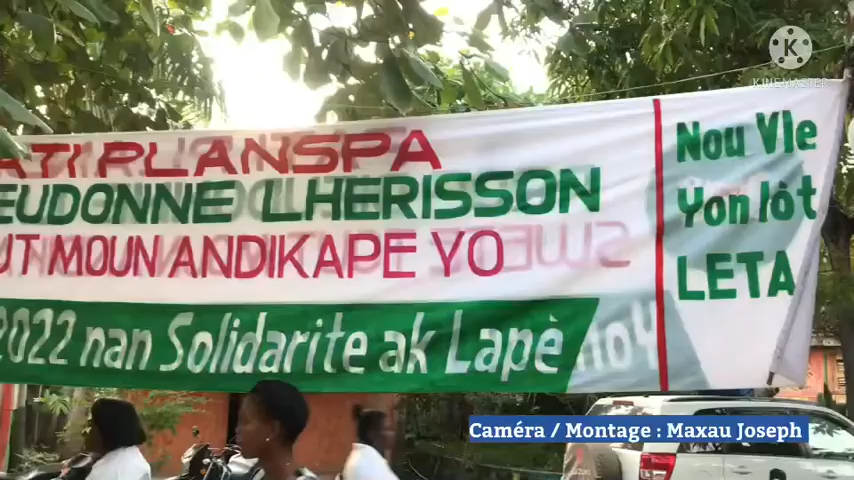 KINEMASTER
ATI PLANSPA
EUDONNE LHERISSON
UT MOUN ANDIKAPE YO
2022 nan Solidarite ak Lapè
Nou Vle
Yon lòt
LETA
Caméra / Montage : Maxau Joseph